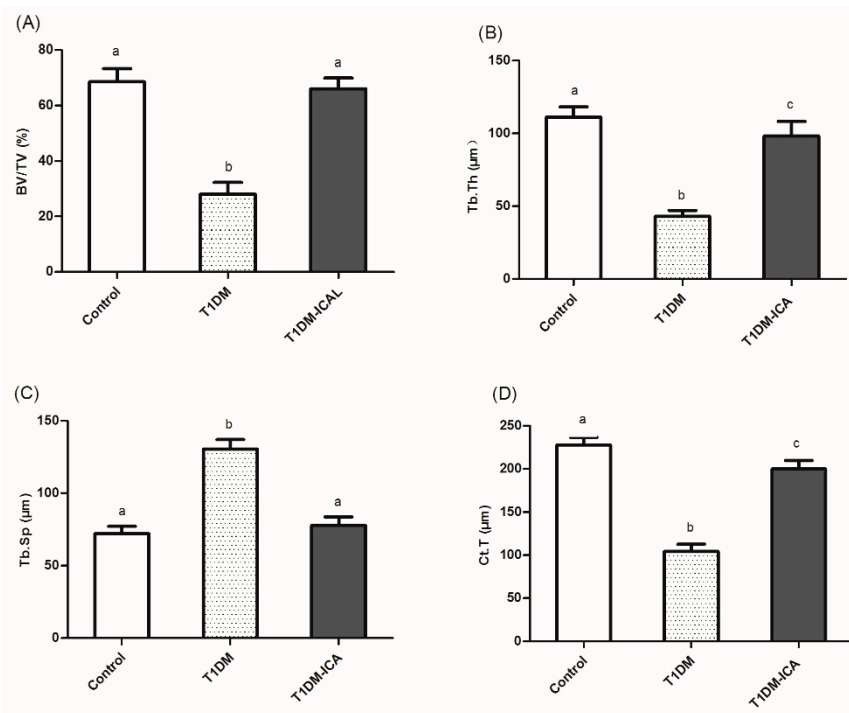 (A)
80
60
40
20
0
BV/TV (%)
a
b
a
Control
T1DM
T1DM-ICAL
(B)
150
100
50
0
Tb.Th (μm）
a
b
c
Control
T1DM
T1DM-ICA
(C)
150
100
50
0
Tb.Sp (μm)
a
b
a
Control
T1DM
T1DM-ICA
(D)
250
200
150
100
50
0
Ct.T (μm)
a
b
c
Control
T1DM
T1DM-ICA